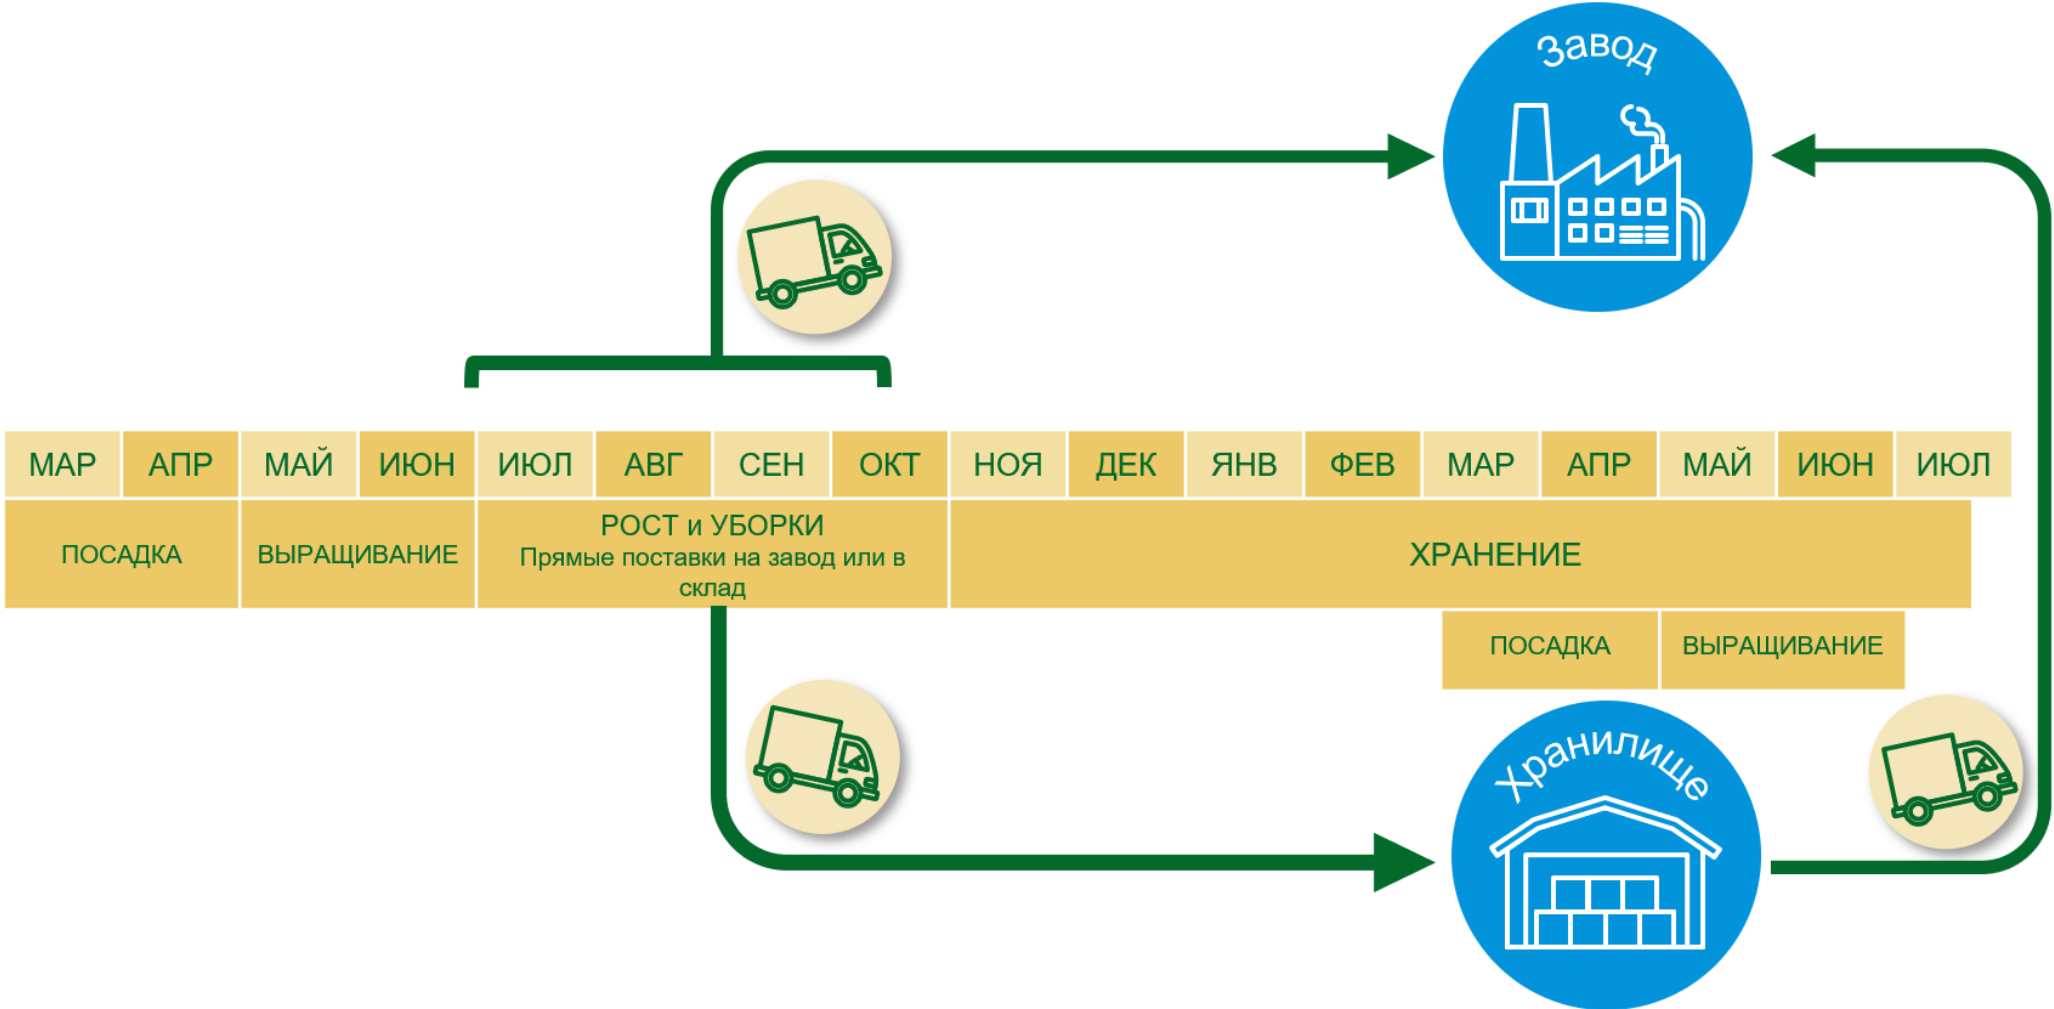 Завод
МАР АПР МАЙ ИЮН ИЮЛ АВГ СЕН ОКТ НОЯ ДЕК ЯНВ ФЕВ МАР АПР МАЙ ИЮН ИЮЛ
ПОСАДКА
ВЫРАЩИВАНИЕ
РОСТ и УБОРКИ
Прямые поставки на завод или в
склад
ХРАНЕНИЕ
ПОСАДКА
ВЫРАЩИВАНИЕ
Хранилище